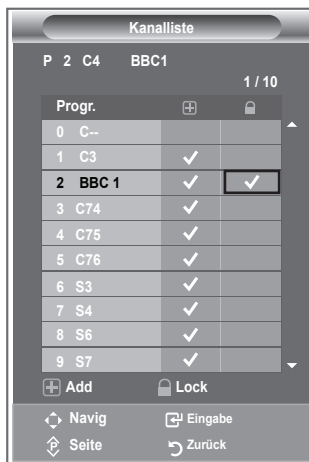 Kanalliste
P 2 C4 BBC1
1 / 10
Progr.
0 C--
1 C3
2 BBC 1
3 C74
4 C75
5 C76
6 S3
7 S4
8 S6
9 S7
Add Lock
Navig Eingabe
P Seite Zurück